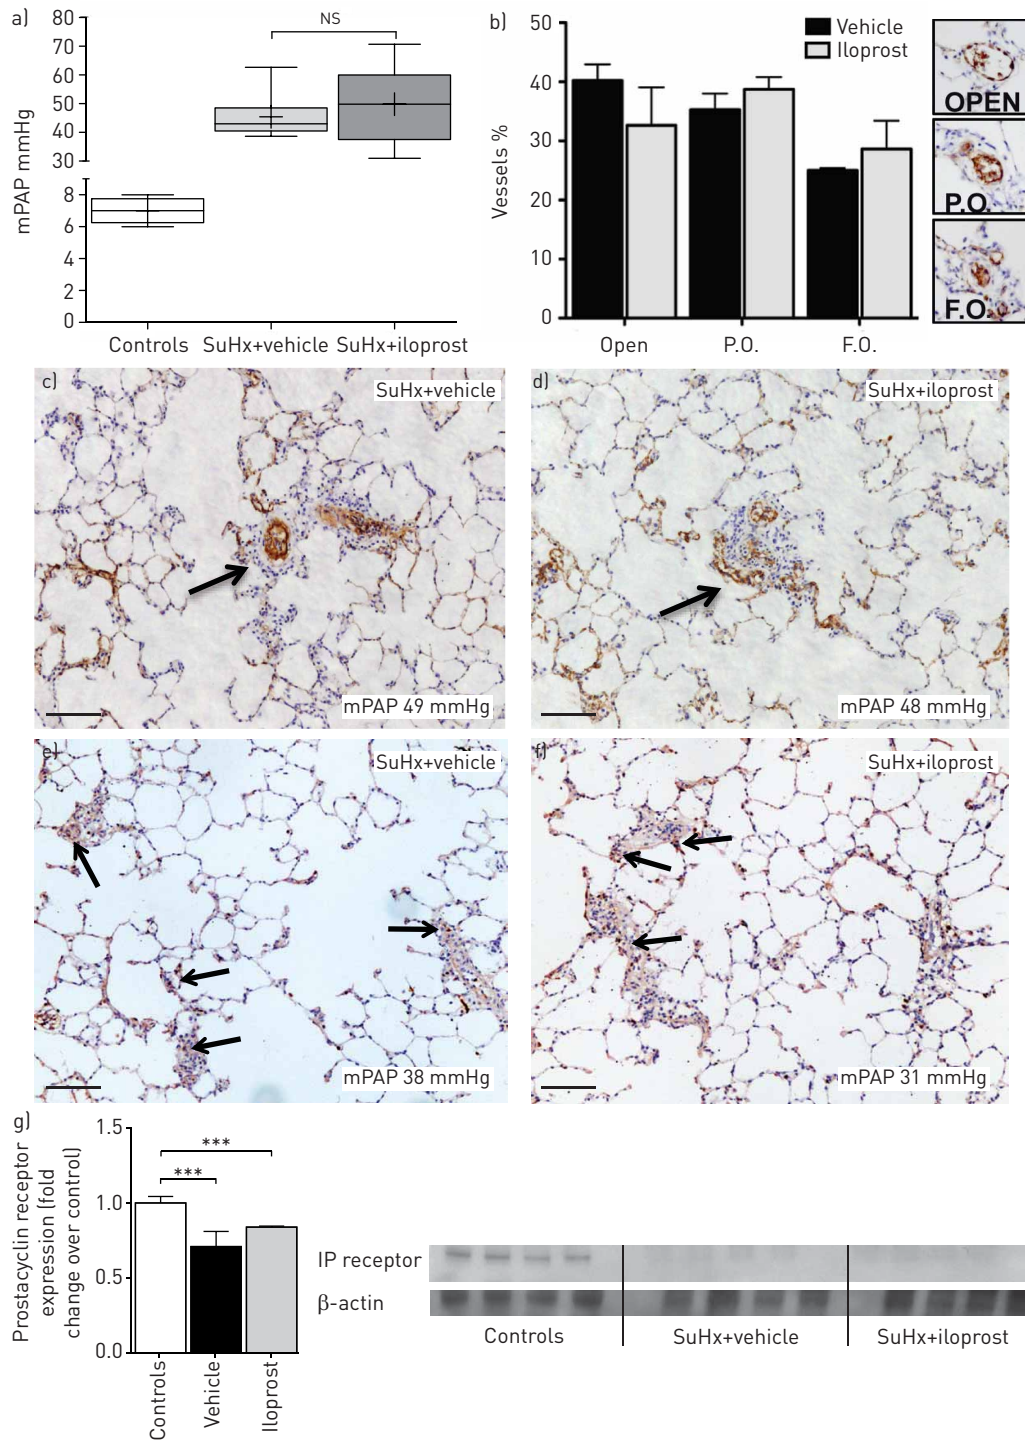 a)
80
70
60
50
40
30
8
6
4
2
0
mPAP mmHg
NS
Controls
SuHx+vehicle
SuHx+iloprost
b)
50
40
30
20
10
0
Vessels %
Vehicle
Iloprost
Open
P.O.
F.O.
OPEN
P.O.
F.O.
c)
SuHx+vehicle
mPAP 49 mmHg
d)
SuHx+iloprost
mPAP 48 mmHg
e)
SuHx+vehicle
mPAP 38 mmHg
f)
SuHx+iloprost
mPAP 31 mmHg
g)
Prostacyclin receptor
expression (fold
change over control)
1.5
1.0
0.5
0.0
***
***
Controls
Vehicle
Iloprost
IP receptor
β-actin
Controls
SuHx+vehicle
SuHx+iloprost